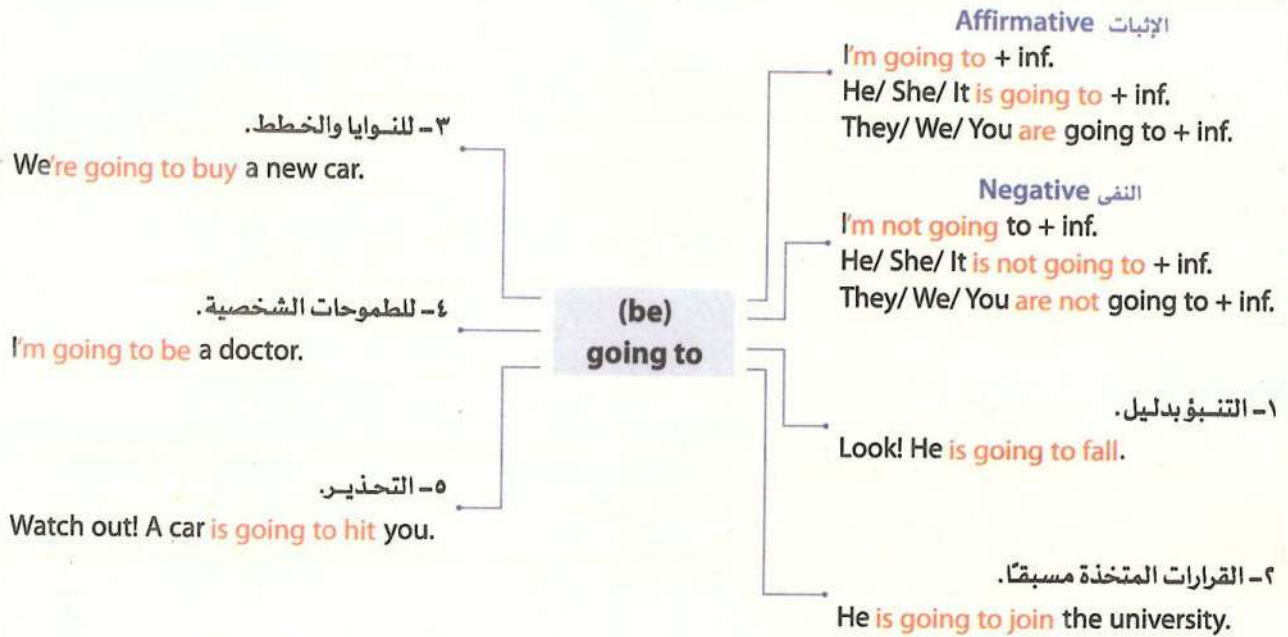 Affirmative الإثبات
I'm going to + inf.
He/ She/ It is going to + inf.
They/ We/ You are going to + inf.
Negative النفى
I'm not going to + inf.
He/ She/ It is not going to + inf.
They/ We/ You are not going to + inf.
(be)
going to
١- التنـبؤ بدليل.
Look! He is going to fall.
٢- القرارات المتخذة مسبقًا.
He is going to join the university.
٣- للنـوايا والخـطط.
We're going to buy a new car.
٤- للطموحات الشخصية.
I'm going to be a doctor.
٥- التحذيـر.
Watch out! A car is going to hit you.